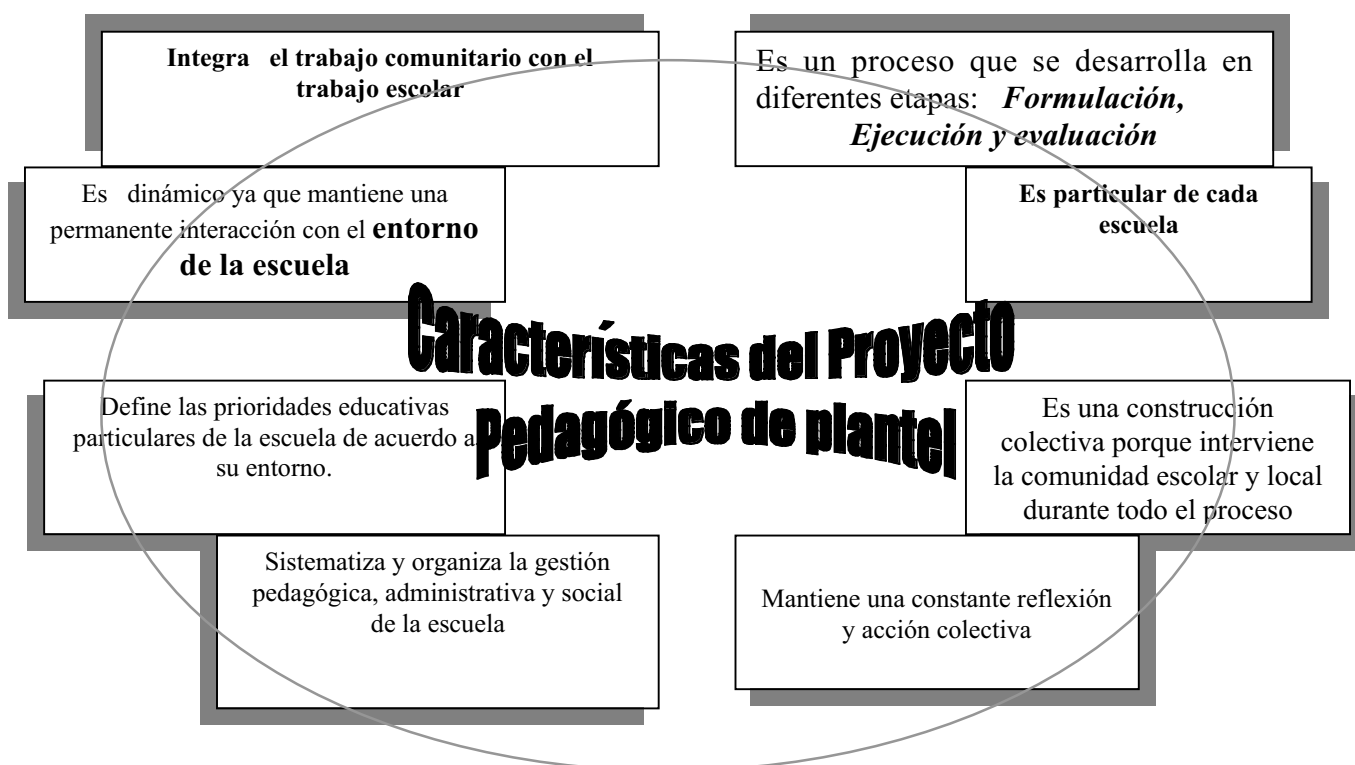 Integra el trabajo comunitario con el
trabajo escolar
Es un proceso que se desarrolla en
diferentes etapas: Formulación,
Ejecución y evaluación
Es dinámico ya que mantiene una
permanente interacción con el entorno
de la escuela
Es particular de cada
escuela
Características del Proyecto
Pedagógico de plantel
Define las prioridades educativas
particulares de la escuela de acuerdo a
su entorno.
Es una construcción
colectiva porque interviene
la comunidad escolar y local
durante todo el proceso
Sistematiza y organiza la gestión
pedagógica, administrativa y social
de la escuela
Mantiene una constante reflexión
y acción colectiva